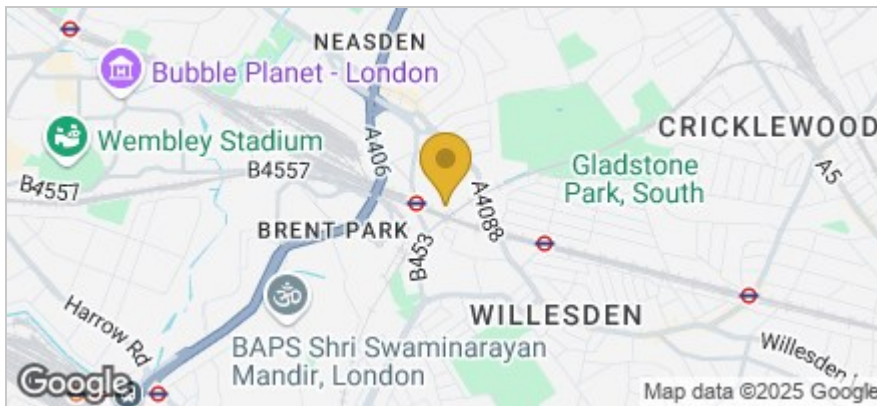 NEASDEN
Bubble Planet - London
CRICKLEWOOD
Wembley Stadium
A406
B4557
B4557
A5
Gladstone
Park, South
A4088
BRENT PARK
B453
Harrow Rd
WILLESDEN
BAPS Shri Swaminarayan
Mandir, London
Willesden
Google
Map data ©2025 Google